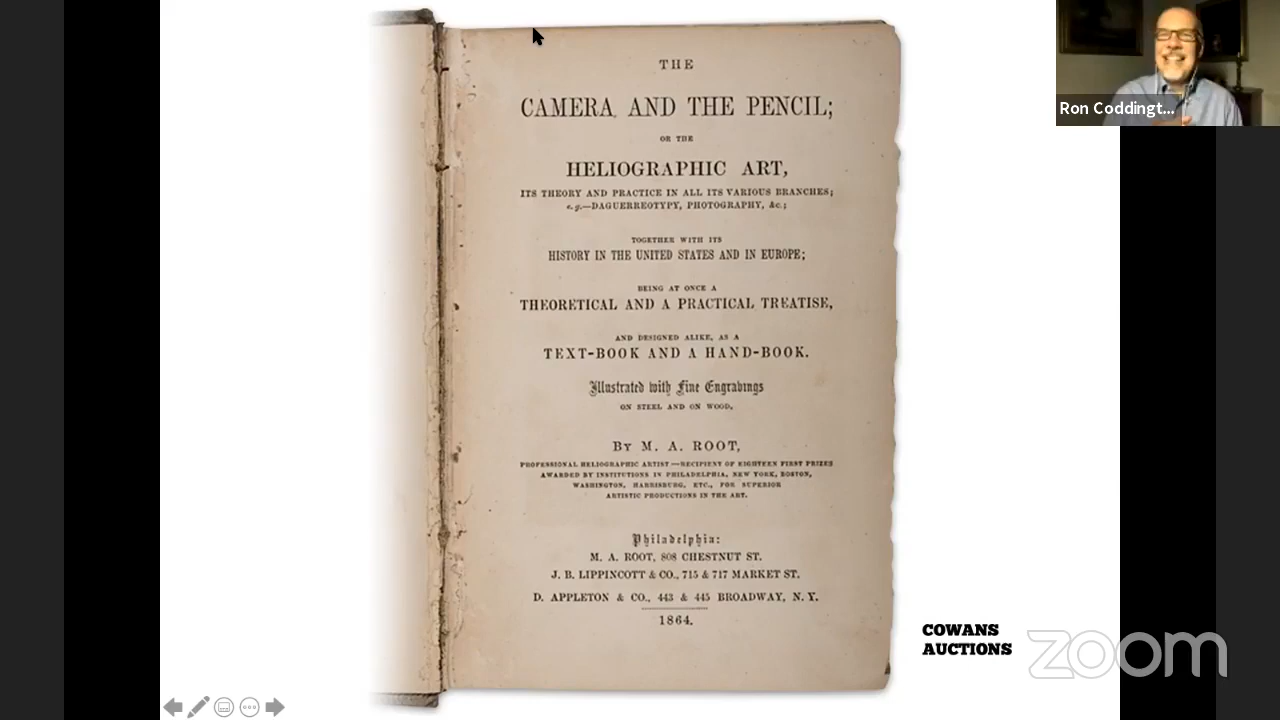 THE
CAMERA AND THE PENCIL;
OR THE
HELIOGRAPHIC ART,
ITS THEORY AND PRACTICE IN ALL ITS VARIOUS BRANCHES;
e. g.—DAGUERREOTYPY, PHOTOGRAPHY, &c.;
TOGETHER WITH ITS
HISTORY IN THE UNITED STATES AND IN EUROPE;
BEING AT ONCE A
THEORETICAL AND A PRACTICAL TREATISE,
AND DESIGNED ALIKE, AS A
TEXT-BOOK AND A HAND-BOOK.
Illustrated with Fine Engravings
ON STEEL AND ON WOOD,
BY M. A. ROOT,
PROFESSIONAL HELIOGRAPHIC ARTIST—RECIPIENT OF EIGHTEEN FIRST PRIZES
AWARDED BY INSTITUTIONS IN PHILADELPHIA, NEW YORK, BOSTON,
WASHINGTON, HARRISBURG, ETC., FOR SUPERIOR
ARTISTIC PRODUCTIONS IN THE ART.
Philadelphia:
M. A. ROOT, 808 CHESTNUT ST.
J. B. LIPPINCOTT & CO., 715 & 717 MARKET ST.
D. APPLETON & CO., 443 & 445 BROADWAY, N. Y.
1864.
Ron Coddingt...
COWANS
AUCTIONS
zoom